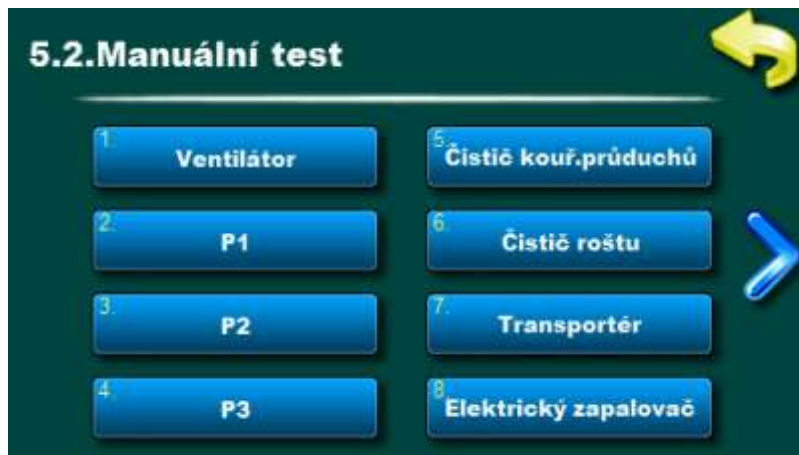 5.2.Manuální test
1. Ventilátor
2. P1
3. P2
4. P3
5. Čistič kouř.průduchů
6. Čistič roštu
7. Transportér
8. Elektrický zapalovač